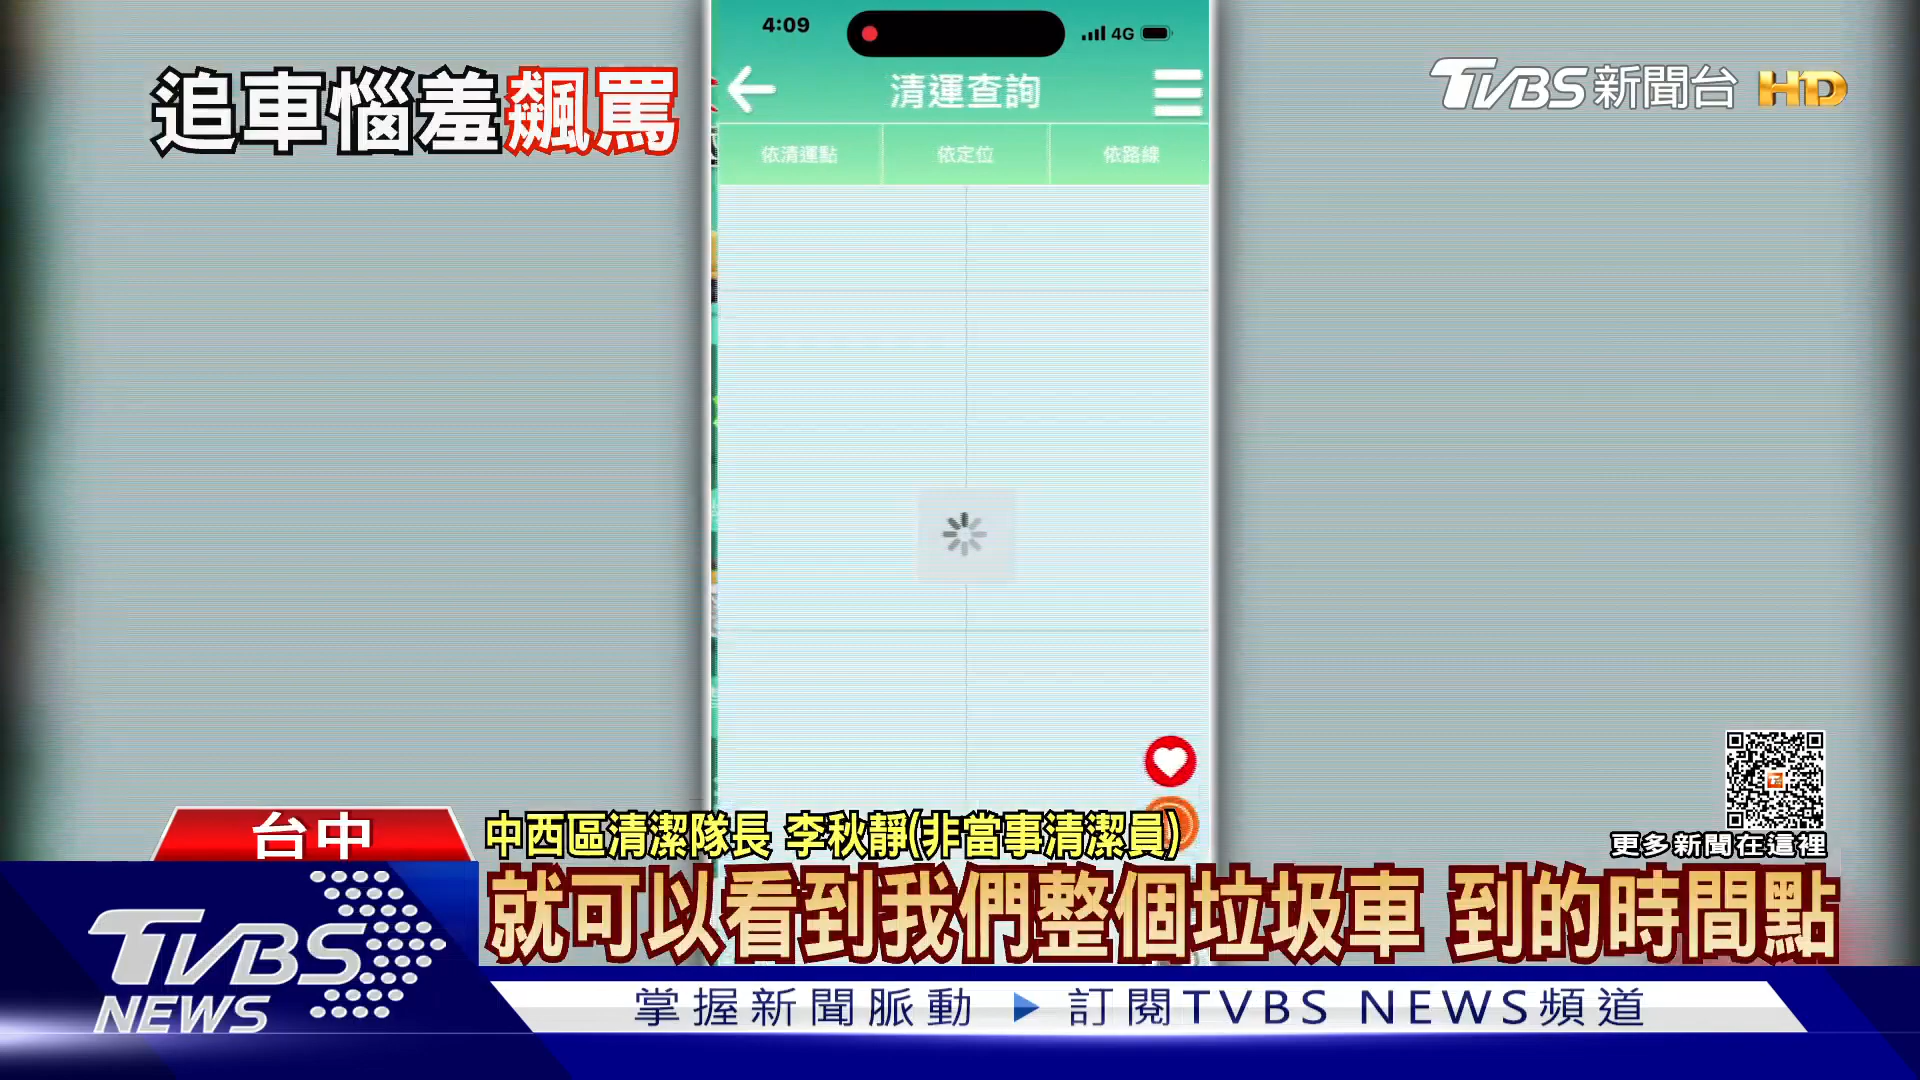 4:09
4G
追車惱羞飆罵
清運查詢
TVBS新聞台 HD
依清運點
依定位
依路線
更多新聞在這裡
台中
中西區清潔隊長 李秋靜(非當事清潔員)
就可以看到我們整個垃圾車 到的時間點
TVBS NEWS
掌握新聞脈動 ▶ 訂閱TVBS NEWS頻道